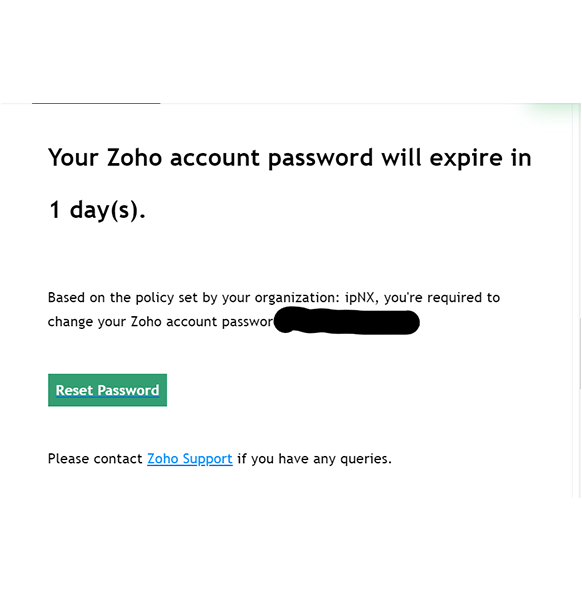 Your Zoho account password will expire in
1 day(s).
Based on the policy set by your organization: ipNX, you're required to
change your Zoho account passwor
Reset Password
Please contact Zoho Support if you have any queries.